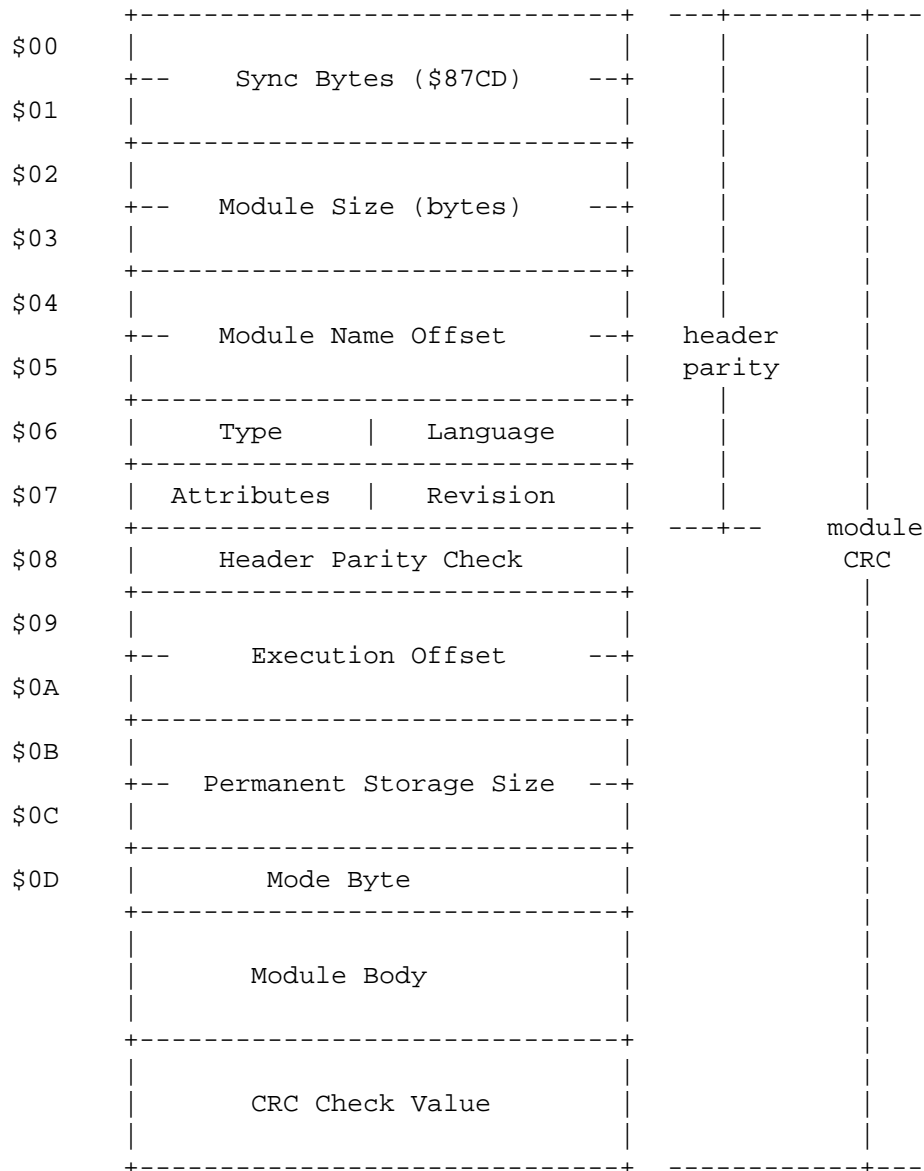 $00
Sync Bytes ($87CD)
$01
$02
Module Size (bytes)
$03
$04
Module Name Offset header
$05 parity
$06 Type | Language
$07 Attributes | Revision
module
$08 Header Parity Check CRC
$09
Execution Offset
$0A
$0B
Permanent Storage Size
$0C
$0D Mode Byte
Module Body
CRC Check Value